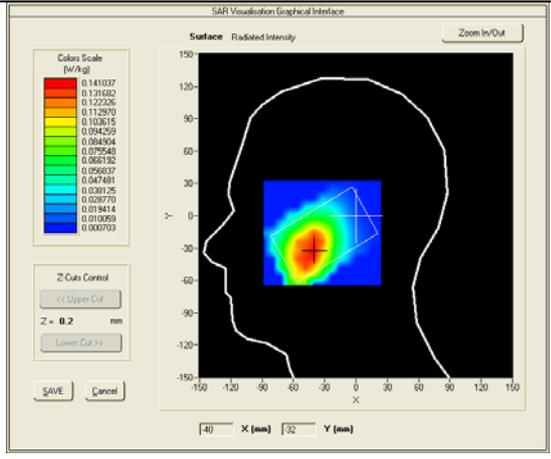 SAR Visualisation Graphical Interface
Surface Radiated Intensity
Zoom In/Out
Colors Scale
(W/kg)
0.141037
0.131682
0.122326
0.112970
0.103615
0.094259
0.084904
0.075548
0.066192
0.056837
0.047481
0.038125
0.028770
0.019414
0.010059
0.000703
Z-Cuts Control
<< Upper Cut
Z = 0.2 mm
Lower Cut >>
SAVE Cancel
150
120
90
60
30
0
-30
-60
-90
-120
-150
Y
-150 -120 -90 -60 -30 0 30 60 90 120 150
X
-40 X (mm) -32 Y (mm)